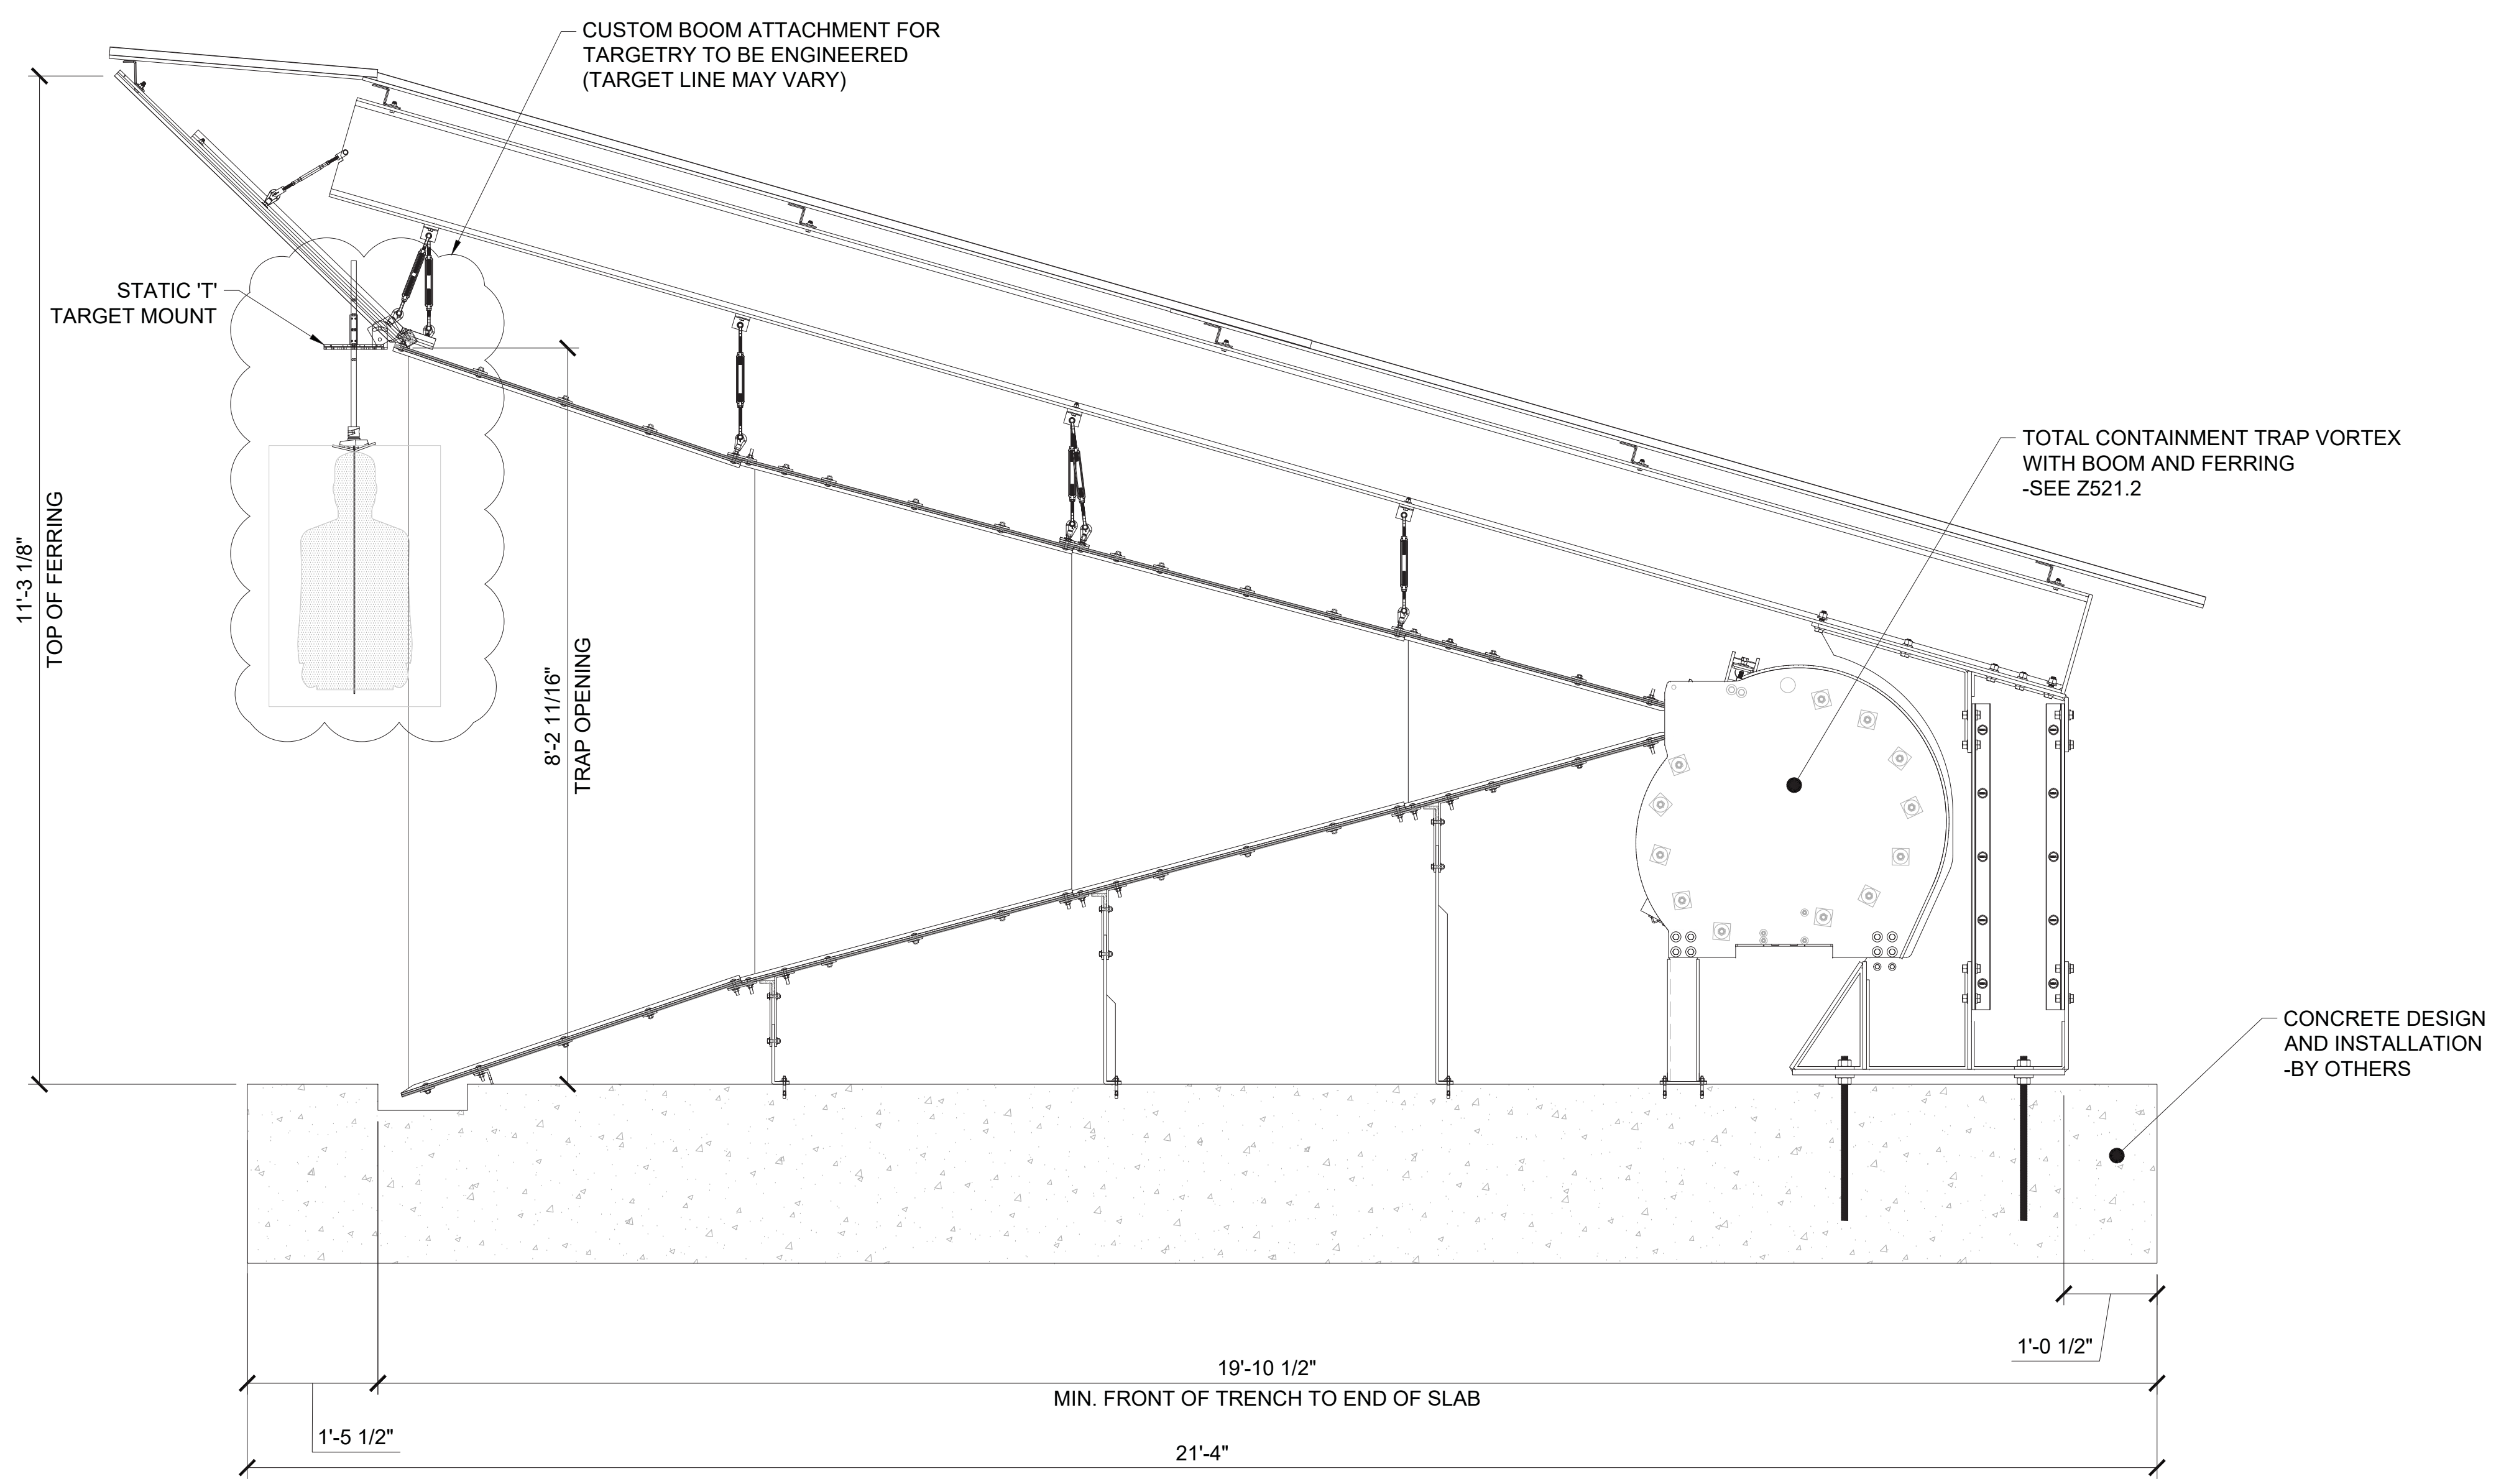 CUSTOM BOOM ATTACHMENT FOR
TARGETRY TO BE ENGINEERED
(TARGET LINE MAY VARY)
STATIC 'T'
TARGET MOUNT
TOTAL CONTAINMENT TRAP VORTEX
WITH BOOM AND FERRING
-SEE Z521.2
11'-3 1/8"
TOP OF FERRING
8'-2 11/16"
TRAP OPENING
CONCRETE DESIGN
AND INSTALLATION
-BY OTHERS
1'-0 1/2"
19'-10 1/2"
MIN. FRONT OF TRENCH TO END OF SLAB
1'-5 1/2"
21'-4"